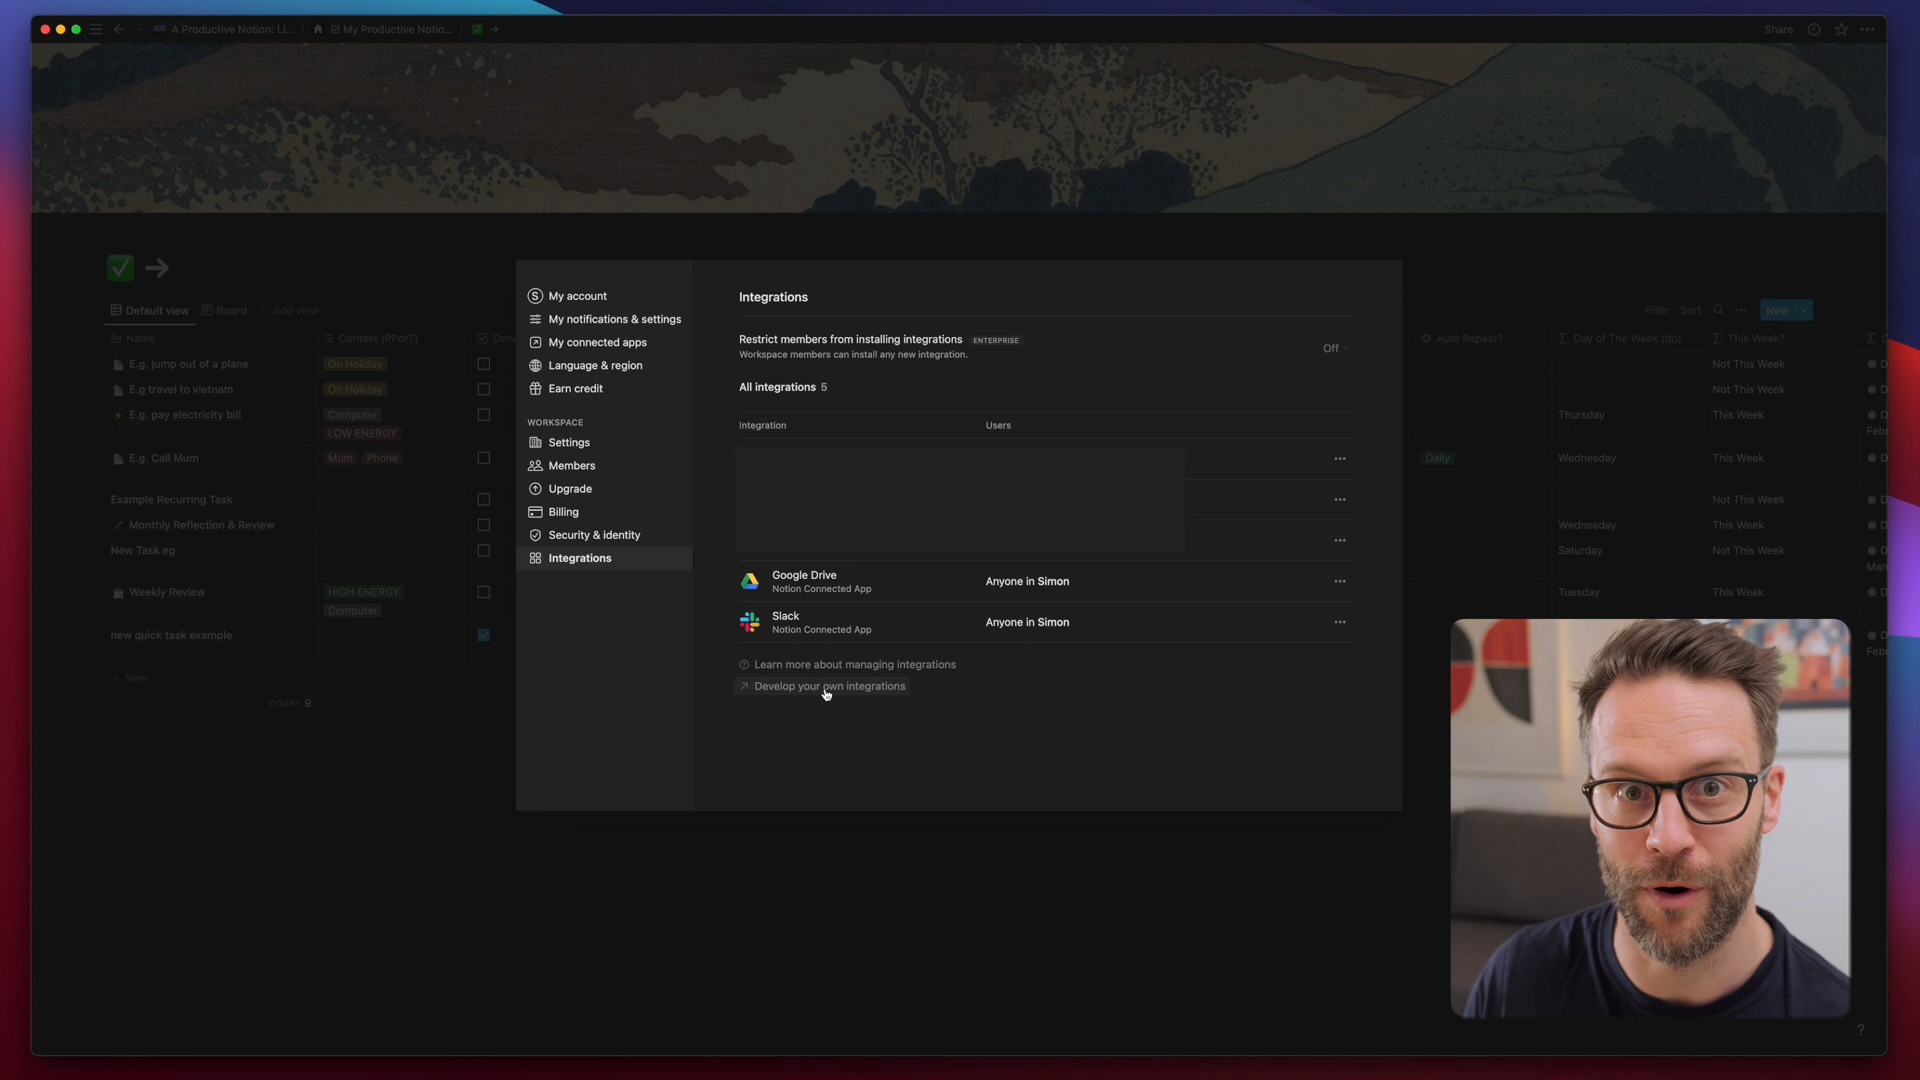 A Productive Notion: Li... / My Productive Notio... / →
Share
→
Default view Board + Add view
Filter Sort New
Name Context (PPorT) Don
Auto Repeat? Day of The Week (do) This Week? D
E.g. jump out of a plane On Holiday Not This Week D
E.g travel to vietnam On Holiday Not This Week D
E.g. pay electricity bill Computer Thursday This Week D
LOW ENERGY Febr
E.g. Call Mum Mum Phone Daily Wednesday This Week D
Example Recurring Task Not This Week D
Monthly Reflection & Review Wednesday This Week D
New Task eg Saturday Not This Week D
Mar
Weekly Review HIGH ENERGY Tuesday This Week D
Computer
new quick task example D
Febr
+ New
COUNT 9
S My account
My notifications & settings
My connected apps
Language & region
Earn credit
WORKSPACE
Settings
Members
Upgrade
Billing
Security & identity
Integrations
Integrations
Restrict members from installing integrations ENTERPRISE
Workspace members can install any new integration.
Off
All integrations 5
Integration Users
Google Drive
Notion Connected App
Anyone in Simon
Slack
Notion Connected App
Anyone in Simon
Learn more about managing integrations
Develop your own integrations
?